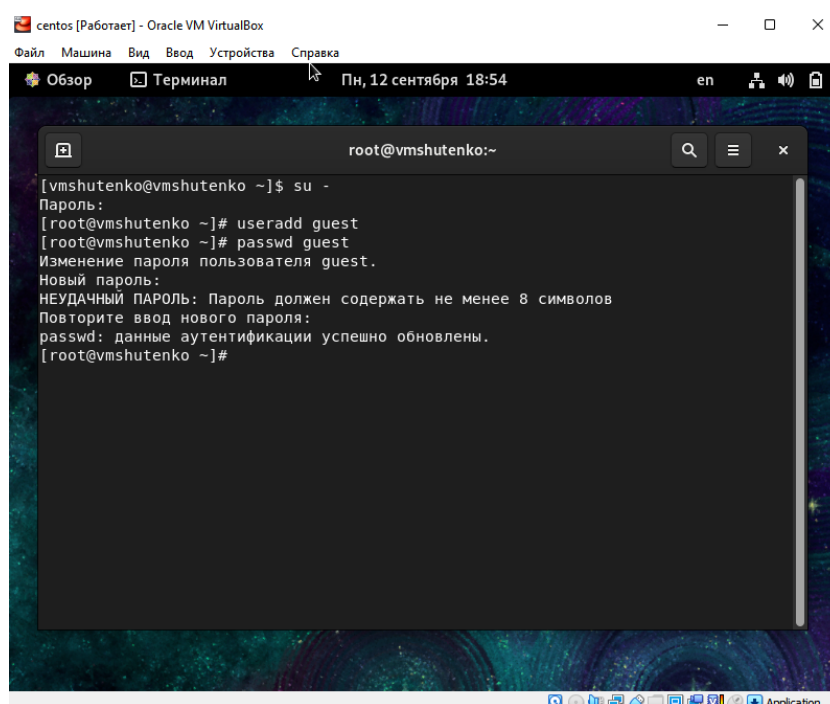 centos [Работает] - Oracle VM VirtualBox
Файл Машина Вид Ввод Устройства Справка
Обзор Терминал Пн, 12 сентября 18:54 en
root@vmshutenko:~
[vmshutenko@vmshutenko ~]$ su -
Пароль:
[root@vmshutenko ~]# useradd guest
[root@vmshutenko ~]# passwd guest
Изменение пароля пользователя guest.
Новый пароль:
НЕУДАЧНЫЙ ПАРОЛЬ: Пароль должен содержать не менее 8 символов
Повторите ввод нового пароля:
passwd: данные аутентификации успешно обновлены.
[root@vmshutenko ~]#
Application